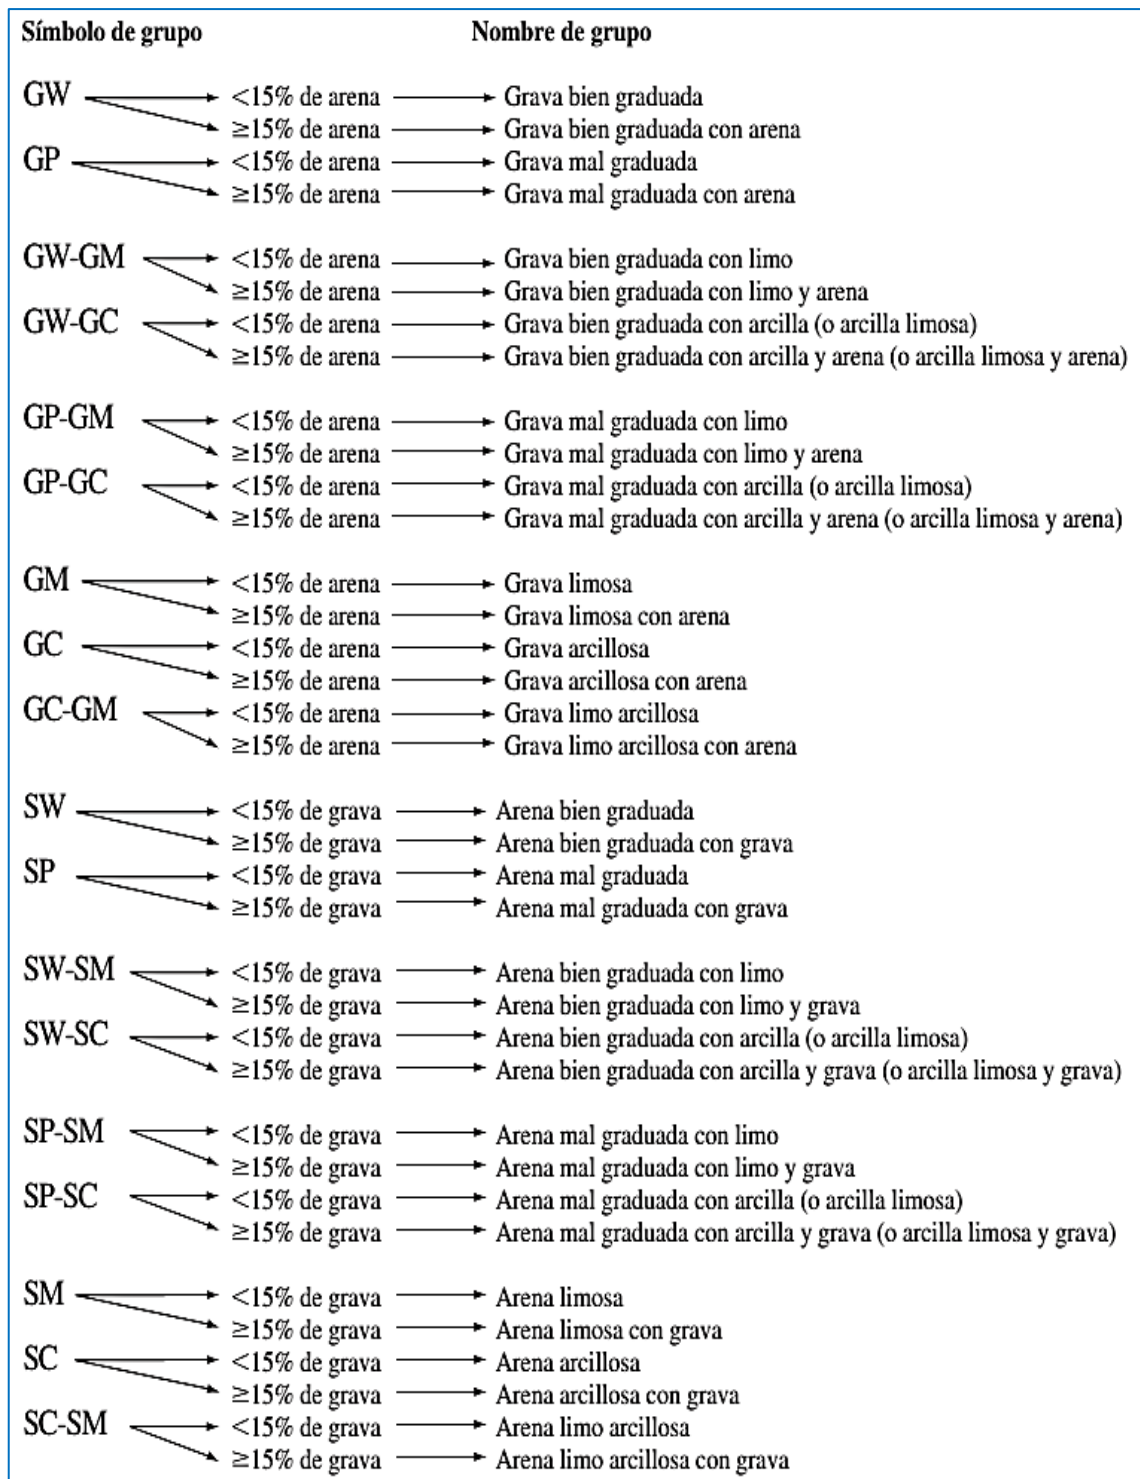 Símbolo de grupo Nombre de grupo
GW <15% de arena Grava bien graduada
≥15% de arena Grava bien graduada con arena
GP <15% de arena Grava mal graduada
≥15% de arena Grava mal graduada con arena
GW-GM <15% de arena Grava bien graduada con limo
≥15% de arena Grava bien graduada con limo y arena
GW-GC <15% de arena Grava bien graduada con arcilla (o arcilla limosa)
≥15% de arena Grava bien graduada con arcilla y arena (o arcilla limosa y arena)
GP-GM <15% de arena Grava mal graduada con limo
≥15% de arena Grava mal graduada con limo y arena
GP-GC <15% de arena Grava mal graduada con arcilla (o arcilla limosa)
≥15% de arena Grava mal graduada con arcilla y arena (o arcilla limosa y arena)
GM <15% de arena Grava limosa
≥15% de arena Grava limosa con arena
GC <15% de arena Grava arcillosa
≥15% de arena Grava arcillosa con arena
GC-GM <15% de arena Grava limo arcillosa
≥15% de arena Grava limo arcillosa con arena
SW <15% de grava Arena bien graduada
≥15% de grava Arena bien graduada con grava
SP <15% de grava Arena mal graduada
≥15% de grava Arena mal graduada con grava
SW-SM <15% de grava Arena bien graduada con limo
≥15% de grava Arena bien graduada con limo y grava
SW-SC <15% de grava Arena bien graduada con arcilla (o arcilla limosa)
≥15% de grava Arena bien graduada con arcilla y grava (o arcilla limosa y grava)
SP-SM <15% de grava Arena mal graduada con limo
≥15% de grava Arena mal graduada con limo y grava
SP-SC <15% de grava Arena mal graduada con arcilla (o arcilla limosa)
≥15% de grava Arena mal graduada con arcilla y grava (o arcilla limosa y grava)
SM <15% de grava Arena limosa
≥15% de grava Arena limosa con grava
SC <15% de grava Arena arcillosa
≥15% de grava Arena arcillosa con grava
SC-SM <15% de grava Arena limo arcillosa
≥15% de grava Arena limo arcillosa con grava